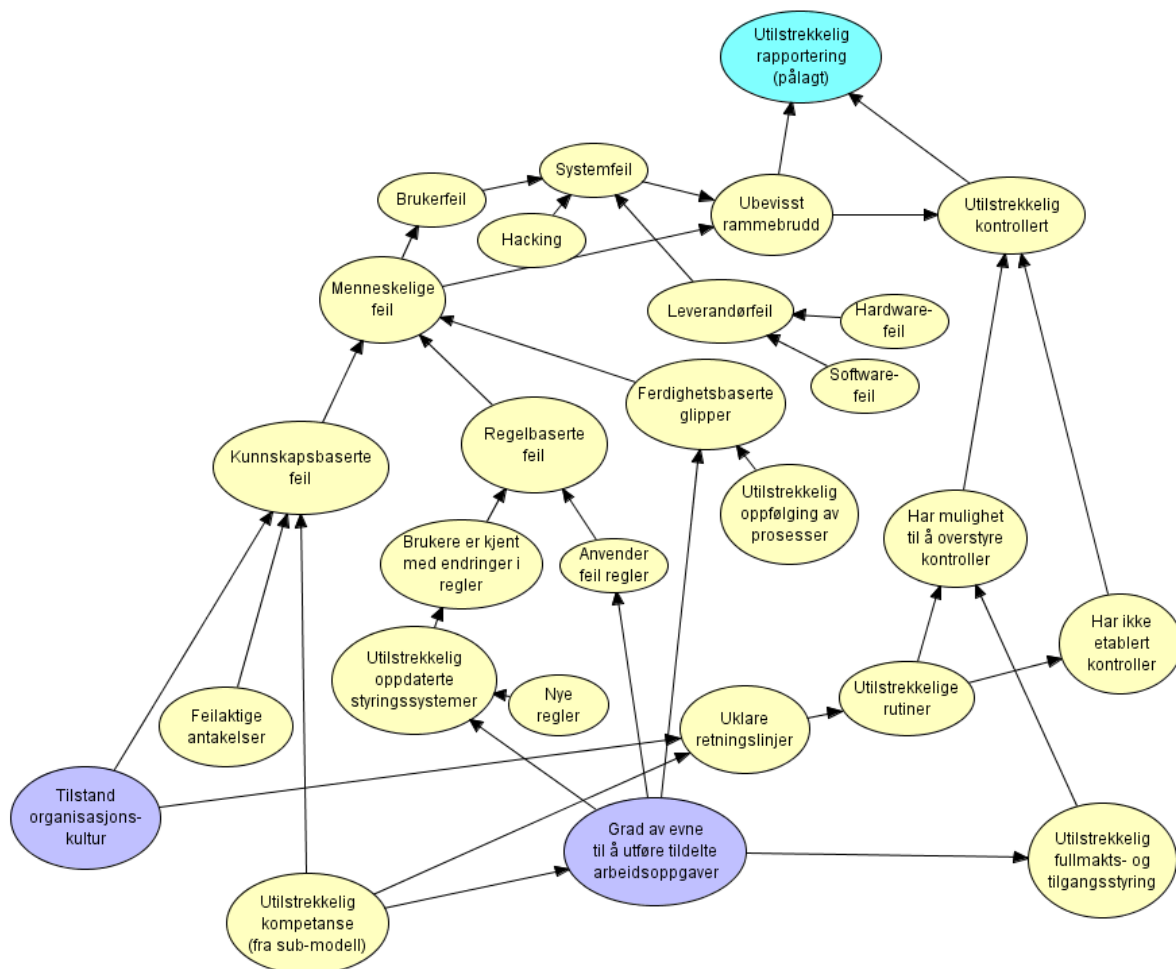 Utilstrekkelig
rapportering
(pålagt)
Systemfeil
Brukerfeil
Ubevisst
rammebrudd
Utilstrekkelig
kontrollert
Hacking
Menneskelige
feil
Leverandørfeil
Hardware-
feil
Software-
feil
Ferdighetsbaserte
glipper
Regelbaserte
feil
Kunnskapsbaserte
feil
Utilstrekkelig
oppfølging av
prosesser
Har mulighet
til å overstyre
kontroller
Brukere er kjent
med endringer i
regler
Anvender
feil regler
Har ikke
etablert
kontroller
Utilstrekkelig
oppdaterte
styringssystemer
Nye
regler
Utilstrekkelige
rutiner
Feilaktige
antakelser
Uklare
retningslinjer
Tilstand
organisasjons-
kultur
Grad av evne
til å utføre tildelte
arbeidsoppgaver
Utilstrekkelig
fullmakts- og
tilgangsstyring
Utilstrekkelig
kompetanse
(fra sub-modell)